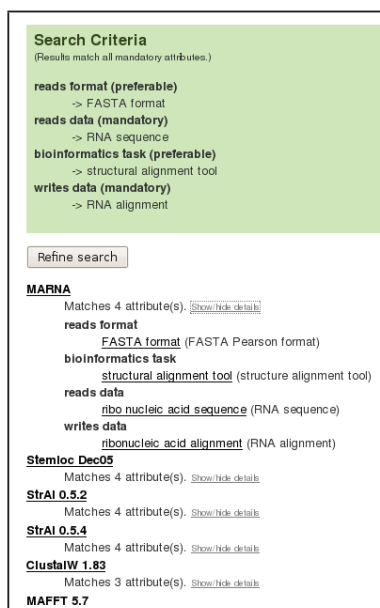 Search Criteria
(Results match all mandatory attributes.)
reads format (preferable)
-> FASTA format
reads data (mandatory)
-> RNA sequence
bioinformatics task (preferable)
-> structural alignment tool
writes data (mandatory)
-> RNA alignment
Refine search
MARNA
Matches 4 attribute(s). Show/hide details
reads format
FASTA format (FASTA Pearson format)
bioinformatics task
structural alignment tool (structure alignment tool)
reads data
ribo nucleic acid sequence (RNA sequence)
writes data
ribonucleic acid alignment (RNA alignment)
Stemloc Dec05
Matches 4 attribute(s). Show/hide details
StrAl 0.5.2
Matches 4 attribute(s). Show/hide details
StrAl 0.5.4
Matches 4 attribute(s). Show/hide details
ClustalW 1.83
Matches 3 attribute(s). Show/hide details
MAFFT 5.7